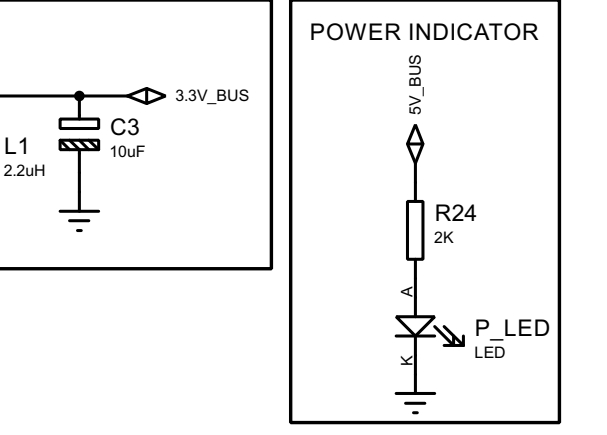 3.3V_BUS
C3
10uF
L1
2.2uH
POWER INDICATOR
5V_BUS
R24
2K
A
P_LED
LED
K